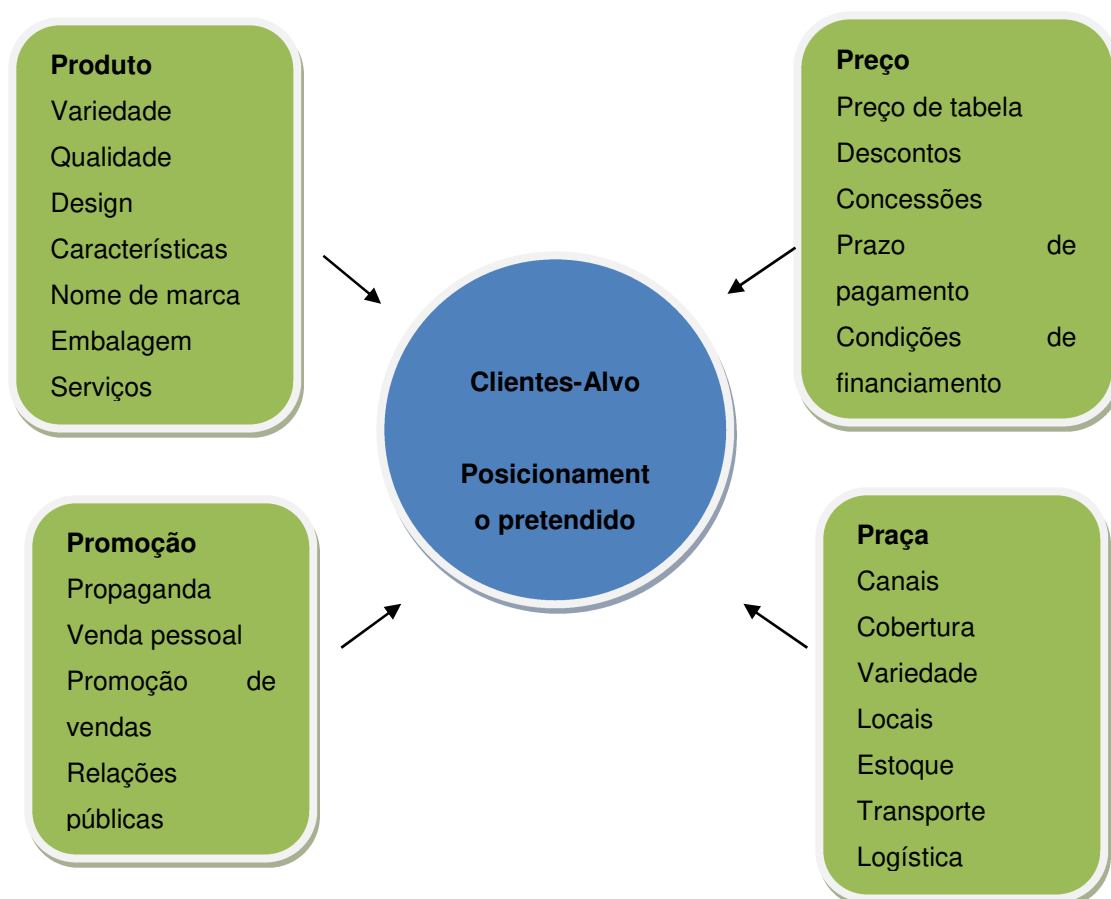 Produto
Variedade
Qualidade
Design
Características
Nome de marca
Embalagem
Serviços
Preço
Preço de tabela
Descontos
Concessões
Prazo de
pagamento
Condições de
financiamento
Clientes-Alvo
Posicionament
o pretendido
Promoção
Propaganda
Venda pessoal
Promoção de
vendas
Relações
públicas
Praça
Canais
Cobertura
Variedade
Locais
Estoque
Transporte
Logística